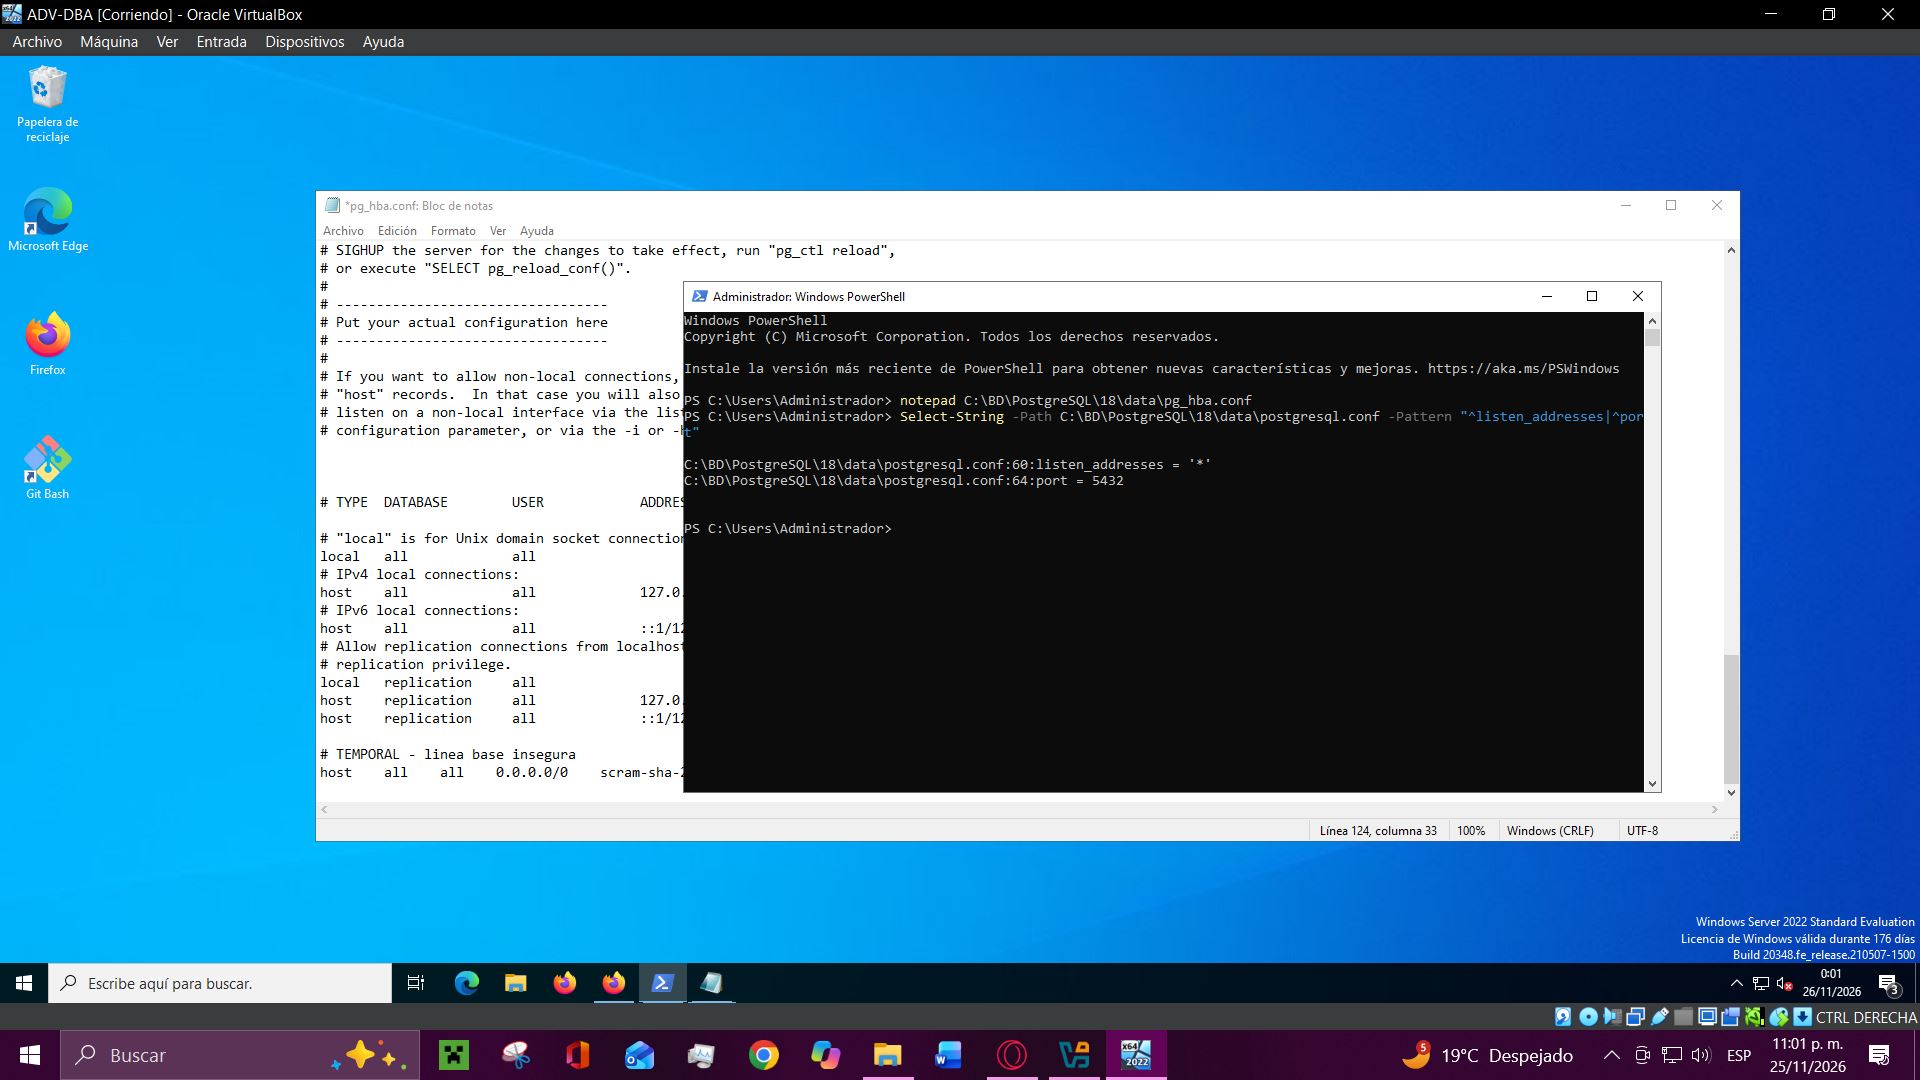 ADV-DBA [Corriendo] - Oracle VirtualBox
Archivo Máquina Ver Entrada Dispositivos Ayuda
Papelera de
reciclaje
Microsoft Edge
Firefox
Git Bash
*pg_hba.conf: Bloc de notas
Archivo Edición Formato Ver Ayuda
# SIGHUP the server for the changes to take effect, run "pg_ctl reload",
# or execute "SELECT pg_reload_conf()".
#
# ----------------------------------
# Put your actual configuration here
# ----------------------------------
#
# If you want to allow non-local connections,
# "host" records. In that case you will also
# listen on a non-local interface via the list
# configuration parameter, or via the -i or -h
# TYPE DATABASE USER ADDRES
# "local" is for Unix domain socket connection
local all all
# IPv4 local connections:
host all all 127.0.
# IPv6 local connections:
host all all ::1/12
# Allow replication connections from localhost
# replication privilege.
local replication all
host replication all 127.0.
host replication all ::1/12
# TEMPORAL - linea base insegura
host all all 0.0.0.0/0 scram-sha-2
Línea 124, columna 33 100% Windows (CRLF) UTF-8
Administrador: Windows PowerShell
Windows PowerShell
Copyright (C) Microsoft Corporation. Todos los derechos reservados.
Instale la versión más reciente de PowerShell para obtener nuevas características y mejoras. https://aka.ms/PSWindows
PS C:\Users\Administrador> notepad C:\BD\PostgreSQL\18\data\pg_hba.conf
PS C:\Users\Administrador> Select-String -Path C:\BD\PostgreSQL\18\data\postgresql.conf -Pattern "^listen_addresses|^por
t"
C:\BD\PostgreSQL\18\data\postgresql.conf:60:listen_addresses = '*'
C:\BD\PostgreSQL\18\data\postgresql.conf:64:port = 5432
PS C:\Users\Administrador>
Windows Server 2022 Standard Evaluation
Licencia de Windows válida durante 176 días
Build 20348.fe_release.210507-1500
Escribe aquí para buscar.
0:01
26/11/2026
3
CTRL DERECHA
Buscar
x64
2022
5
19°C Despejado
ESP
11:01 p. m.
25/11/2026